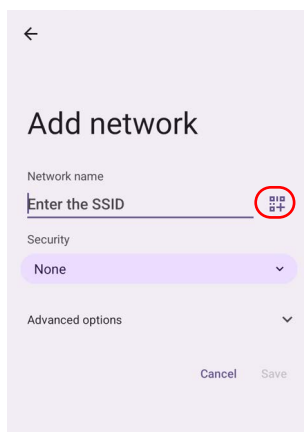 Add network
Network name
Enter the SSID
Security
None
Advanced options
Cancel Save